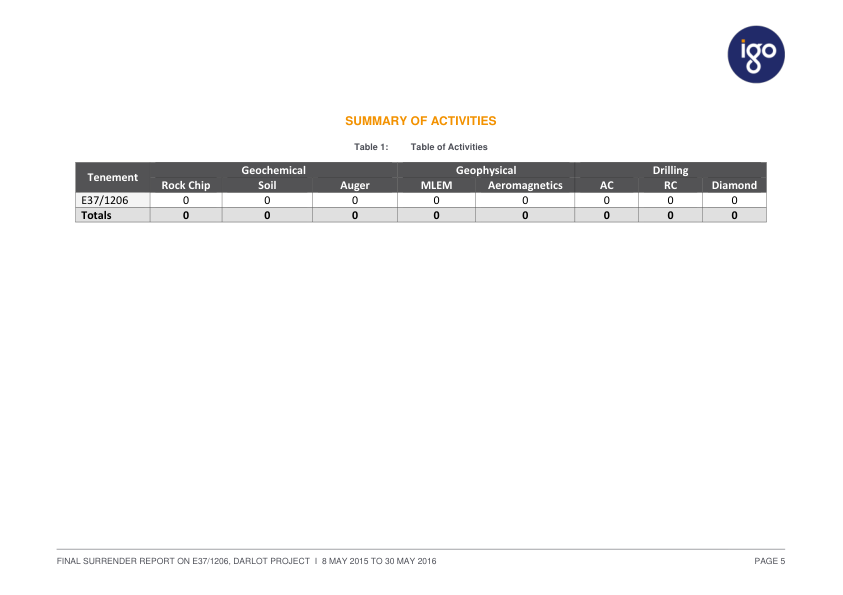 igo
SUMMARY OF ACTIVITIES
Table 1: Table of Activities
Tenement Geochemical Geophysical Drilling
Rock Chip Soil Auger MLEM Aeromagnetics AC RC Diamond
E37/1206 0 0 0 0 0 0 0 0
Totals 0 0 0 0 0 0 0 0
FINAL SURRENDER REPORT ON E37/1206, DARLOT PROJECT I 8 MAY 2015 TO 30 MAY 2016 PAGE 5